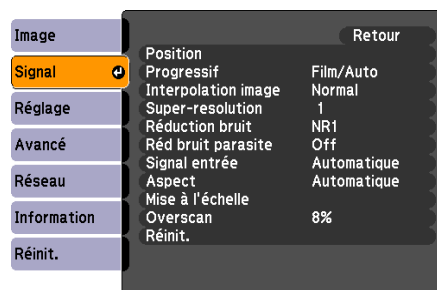 Image
Signal
Réglage
Avancé
Réseau
Information
Réinit.
Retour
Position
Progressif Film/Auto
Interpolation image Normal
Super-resolution 1
Réduction bruit NR1
Réd bruit parasite Off
Signal entrée Automatique
Aspect Automatique
Mise à l'échelle
Overscan 8%
Réinit.